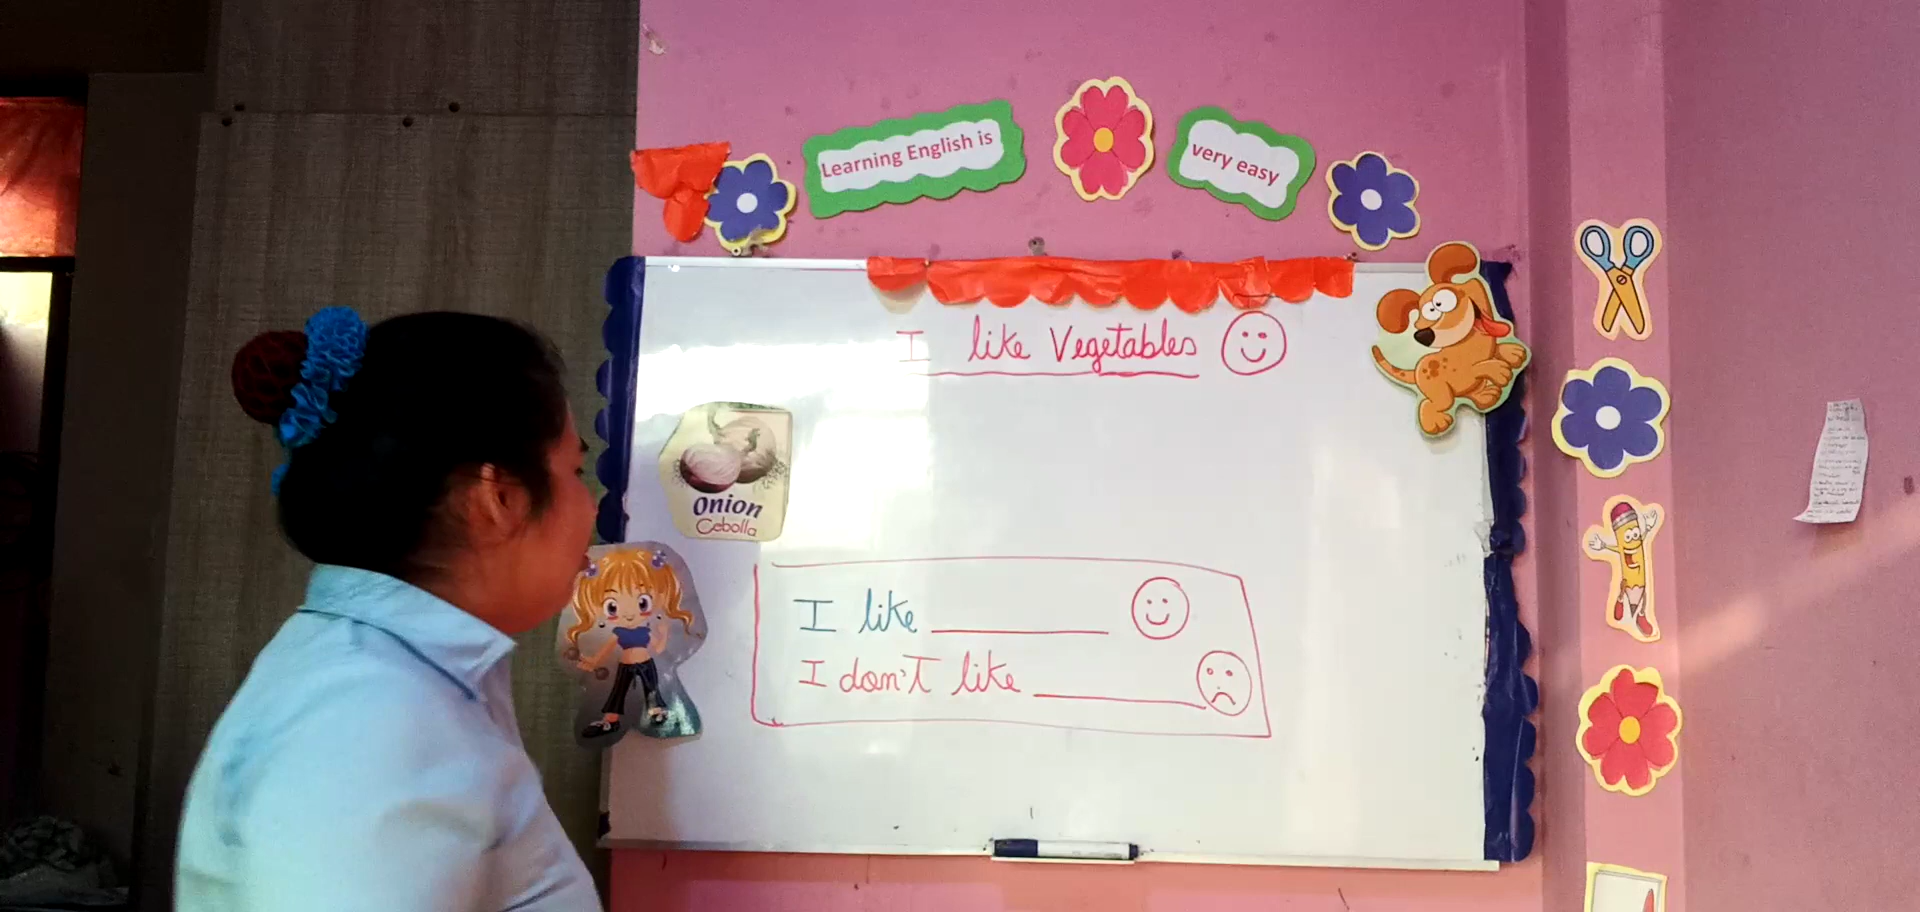 Learning English is
very easy
I like Vegetables
Onion
Cebolla
I like
I don't like